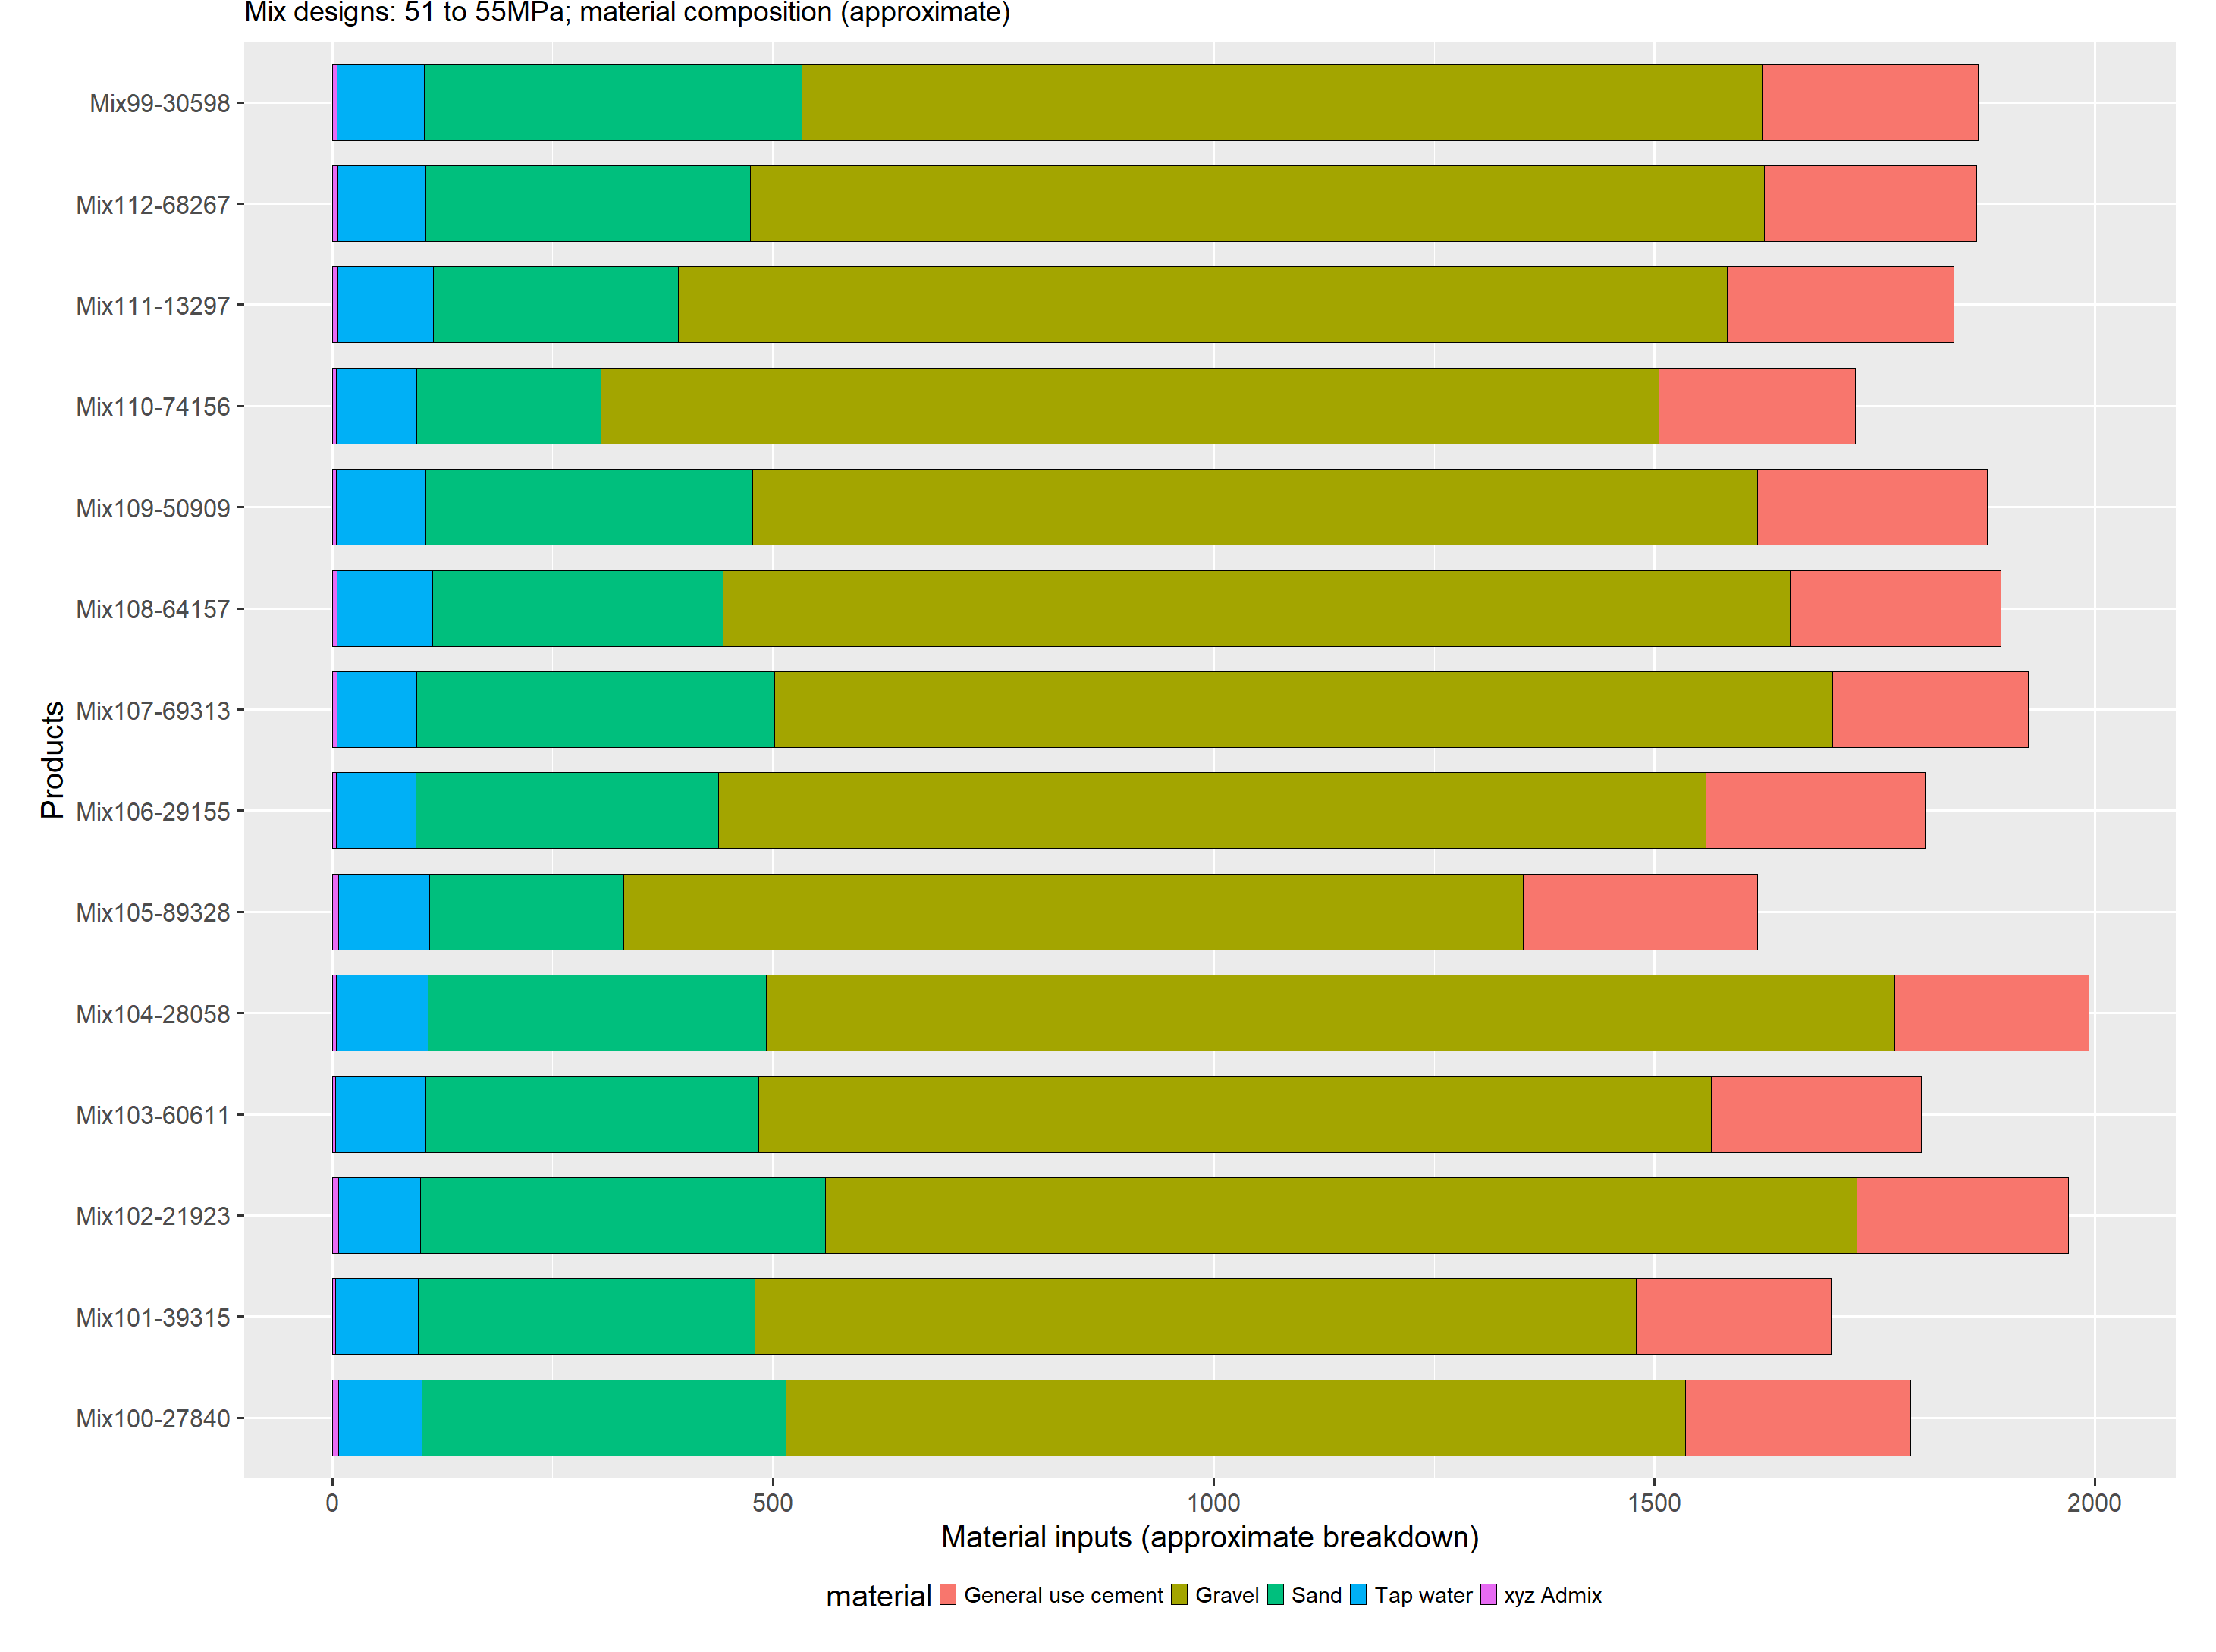 Mix designs: 51 to 55MPa; material composition (approximate)
Mix99-30598
Mix112-68267
Mix111-13297
Mix110-74156
Mix109-50909
Mix108-64157
Mix107-69313
Mix106-29155
Mix105-89328
Mix104-28058
Mix103-60611
Mix102-21923
Mix101-39315
Mix100-27840
Products
0 500 1000 1500 2000
Material inputs (approximate breakdown)
material General use cement Gravel Sand Tap water xyz Admix